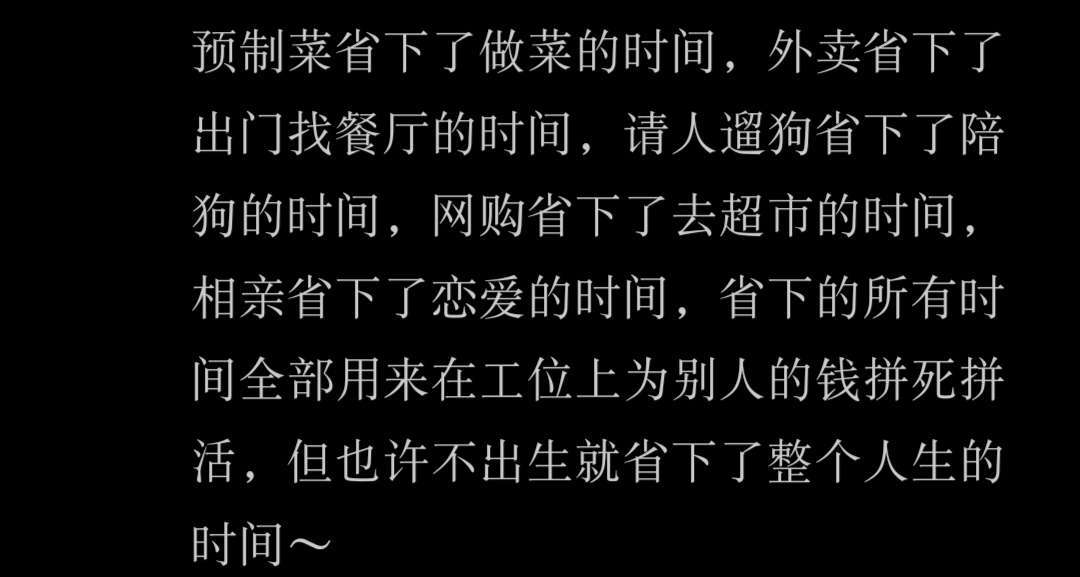 预制菜省下了做菜的时间，外卖省下了
出门找餐厅的时间，请人遛狗省下了陪
狗的时间，网购省下了去超市的时间，
相亲省下了恋爱的时间，省下的所有时
间全部用来在工位上为别人的钱拼死拼
活，但也许不出生就省下了整个人生的
时间～